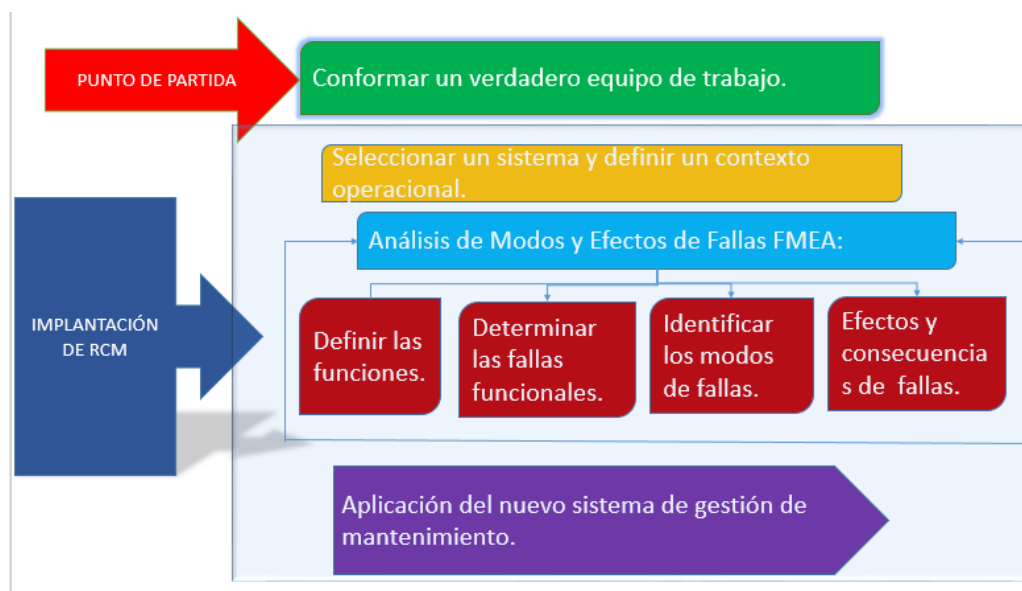 PUNTO DE PARTIDA
Conformar un verdadero equipo de trabajo.
Seleccionar un sistema y definir un contexto
operacional.
Análisis de Modos y Efectos de Fallas FMEA:
IMPLANTACIÓN
DE RCM
Definir las
funciones.
Determinar
las fallas
funcionales.
Identificar
los modos
de fallas.
Efectos y
consecuencia
s de fallas.
Aplicación del nuevo sistema de gestión de
mantenimiento.